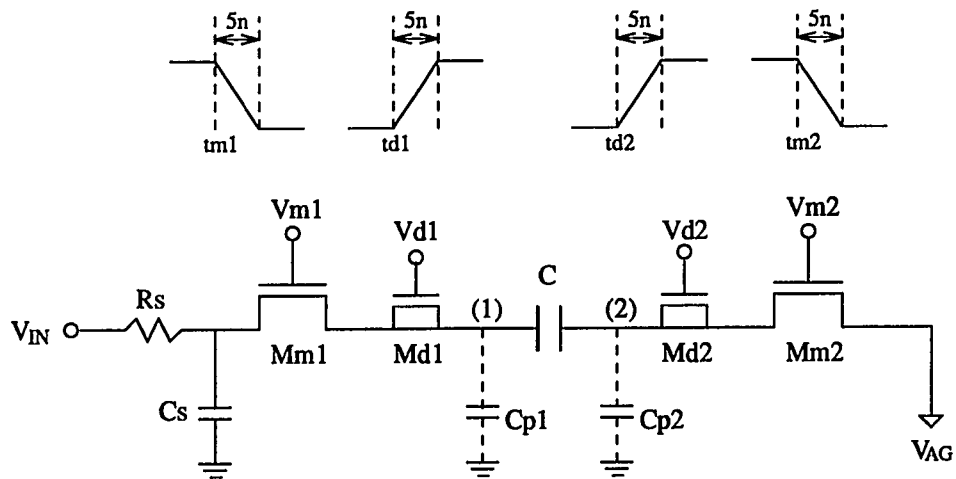 5n 5n 5n 5n
tm1 td1 td2 tm2
Vm1 Vd1 Vd2 Vm2
C
Rs (1) (2)
VIN
Mm1 Md1 Md2 Mm2
Cs Cp1 Cp2
VAG